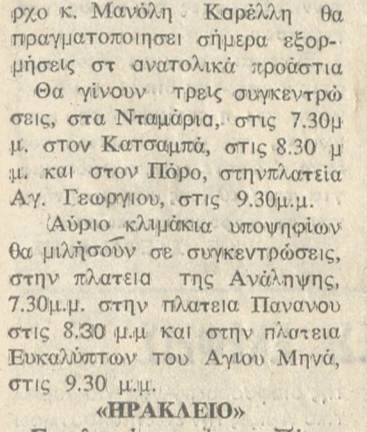 ρχο κ. Μανόλη Καρέλλη θα
πραγματοποιησει σήμερα εξορ-
μήσεις στ ανατολικά προάστια
Θα γίνουν τρεις συγκεντρώ
σεις, στα Νταμάρια, στις 7.30μ
μ. στον Κατσαμπά, στις 8.30 μ
μ. και στον Πόρο, στηνπλατεία
Αγ. Γεωργιου, στις 9.30μ.μ.
Αύριο κλιμάκια υποψηφίων
θα μιλήσουν σε συγκεντρώσεις,
στην πλατεια της Ανάληψης,
7.30μ.μ. στην πλατεια Πανανου
στις 8.30 μ.μ και στην πλατεια
Ευκαλύπτων του Αγιου Μηνά,
στις 9.30 μ.μ.
«ΗΡΑΚΛΕΙΟ»